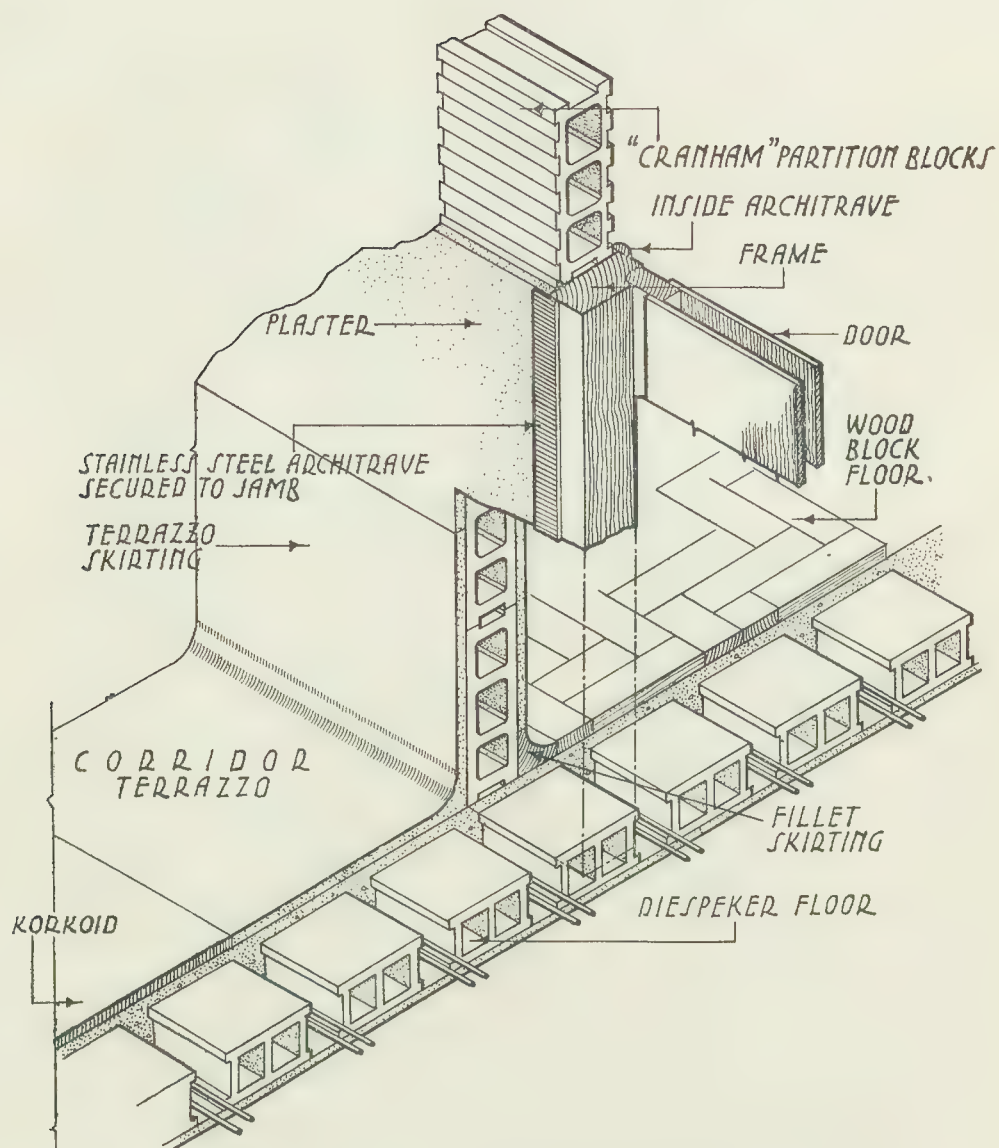 "CRANHAM" PARTITION BLOCKS
INSIDE ARCHITRAVE
FRAME
PLASTER
DOOR
WOOD
BLOCK
FLOOR.
STAINLESS STEEL ARCHITRAVE
SECURED TO JAMB
TERRAZZO
SKIRTING
CORRIDOR
TERRAZZO
FILLET
SKIRTING
DIESPEKER FLOOR
KORKOID